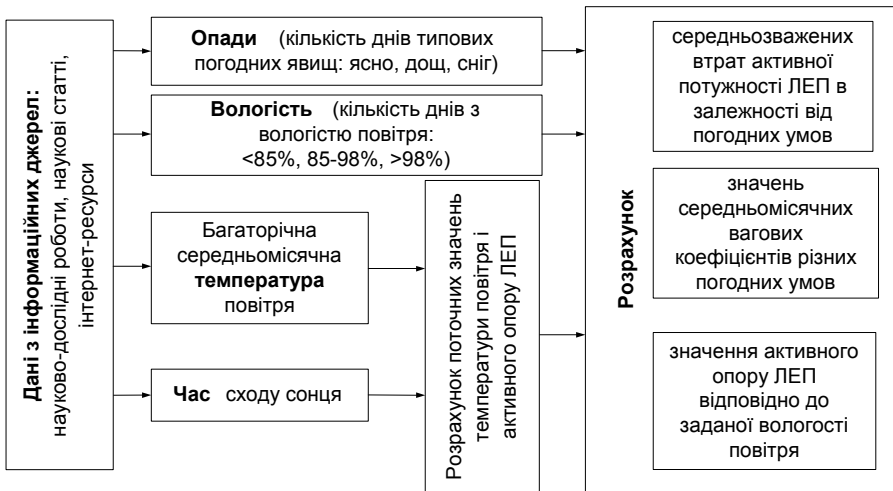 Дані з інформаційних джерел:
науково-дослідні роботи, наукові статті,
інтернет-ресурси
Опади (кількість днів типових
погодних явищ: ясно, дощ, сніг)
Вологість (кількість днів з
вологістю повітря:
<85%, 85-98%, >98%)
Багаторічна
середньомісячна
температура
повітря
Час сходу сонця
Розрахунок поточних значень
температури повітря і
активного опору ЛЕП
Розрахунок
середньозважених
втрат активної
потужності ЛЕП в
залежності від
погодних умов
значень
середньомісячних
вагових
коефіцієнтів різних
погодних умов
значення активного
опору ЛЕП
відповідно до
заданої вологості
повітря